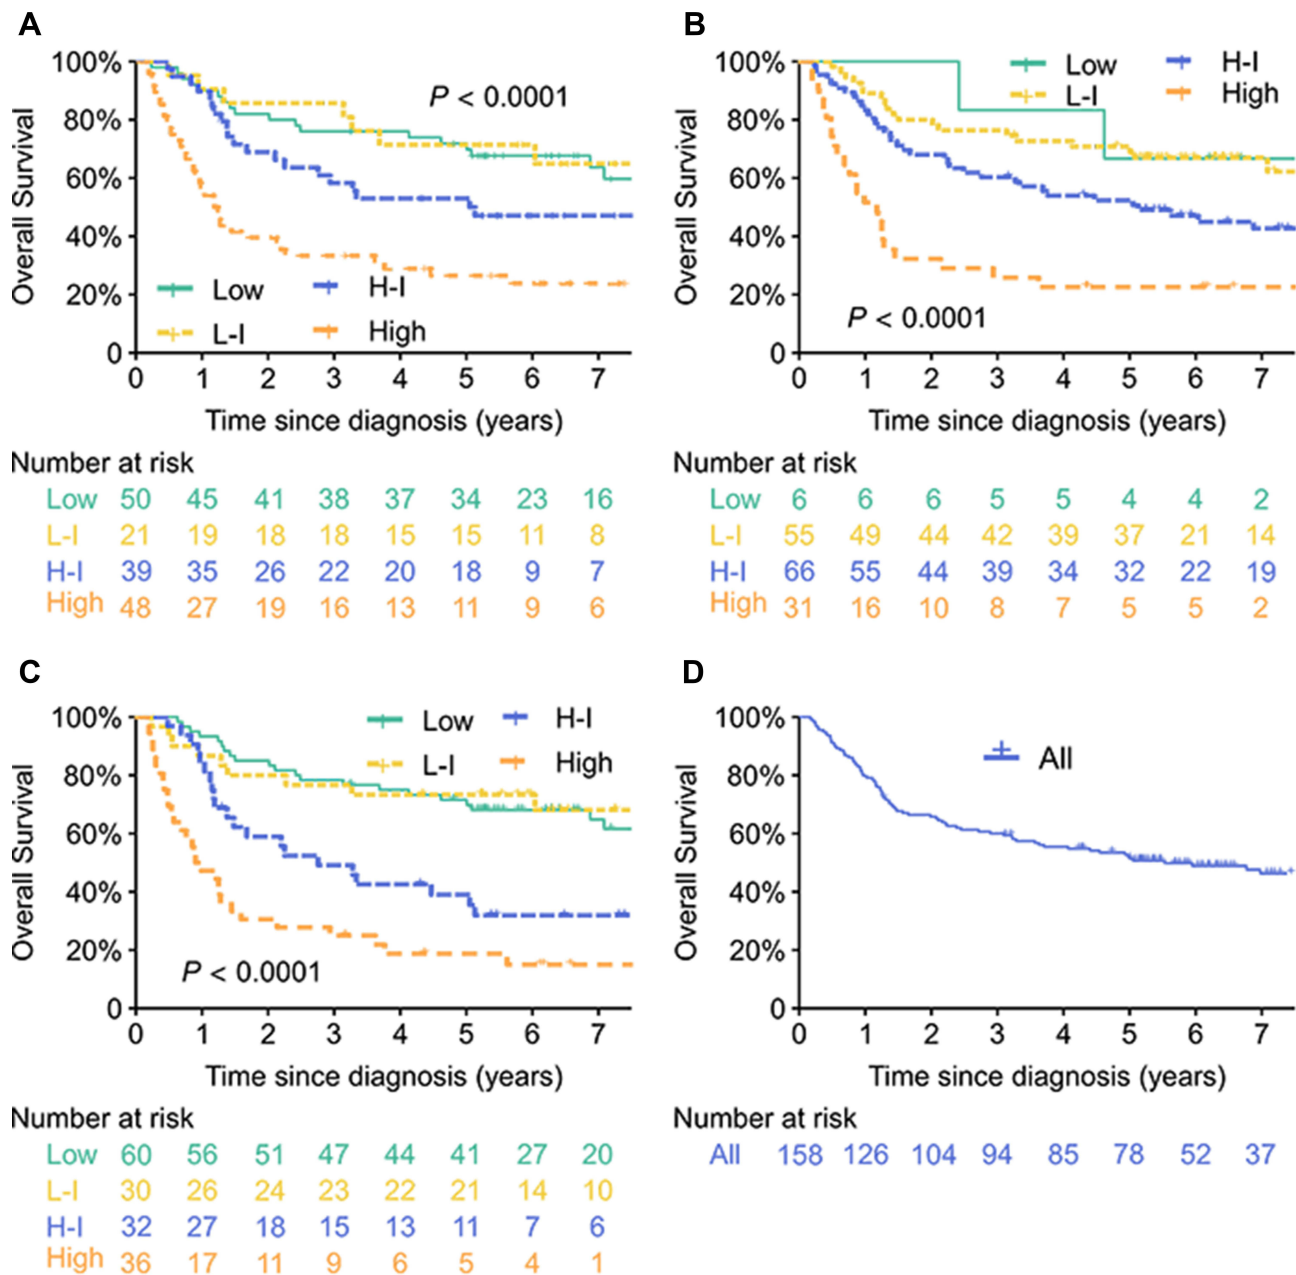 A
100%
80%
60%
40%
20%
0
Overall Survival
P < 0.0001
Low
H-I
L-I
High
0 1 2 3 4 5 6 7
Time since diagnosis (years)
Number at risk
Low 50 45 41 38 37 34 23 16
L-I 21 19 18 18 15 15 11 8
H-I 39 35 26 22 20 18 9 7
High 48 27 19 16 13 11 9 6
B
100%
80%
60%
40%
20%
0
Overall Survival
Low
H-I
L-I
High
P < 0.0001
0 1 2 3 4 5 6 7
Time since diagnosis (years)
Number at risk
Low 6 6 6 5 5 4 4 2
L-I 55 49 44 42 39 37 21 14
H-I 66 55 44 39 34 32 22 19
High 31 16 10 8 7 5 5 2
C
100%
80%
60%
40%
20%
0
Overall Survival
Low
H-I
L-I
High
P < 0.0001
0 1 2 3 4 5 6 7
Time since diagnosis (years)
Number at risk
Low 60 56 51 47 44 41 27 20
L-I 30 26 24 23 22 21 14 10
H-I 32 27 18 15 13 11 7 6
High 36 17 11 9 6 5 4 1
D
100%
80%
60%
40%
20%
0
Overall Survival
All
0 1 2 3 4 5 6 7
Time since diagnosis (years)
Number at risk
All 158 126 104 94 85 78 52 37